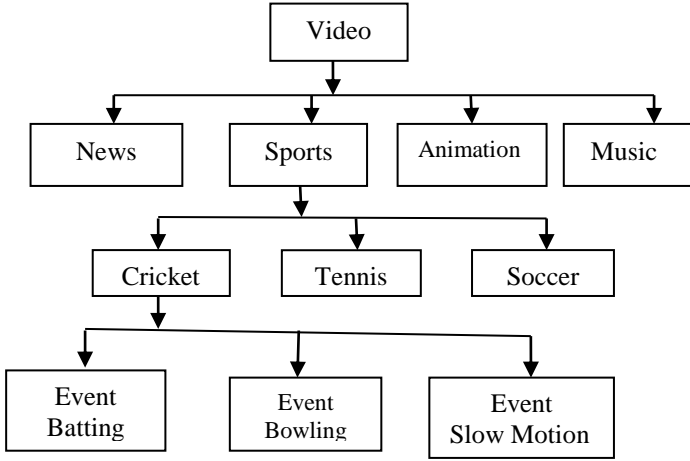 Video
News
Sports
Animation
Music
Cricket
Tennis
Soccer
Event
Batting
Event
Bowling
Event
Slow Motion